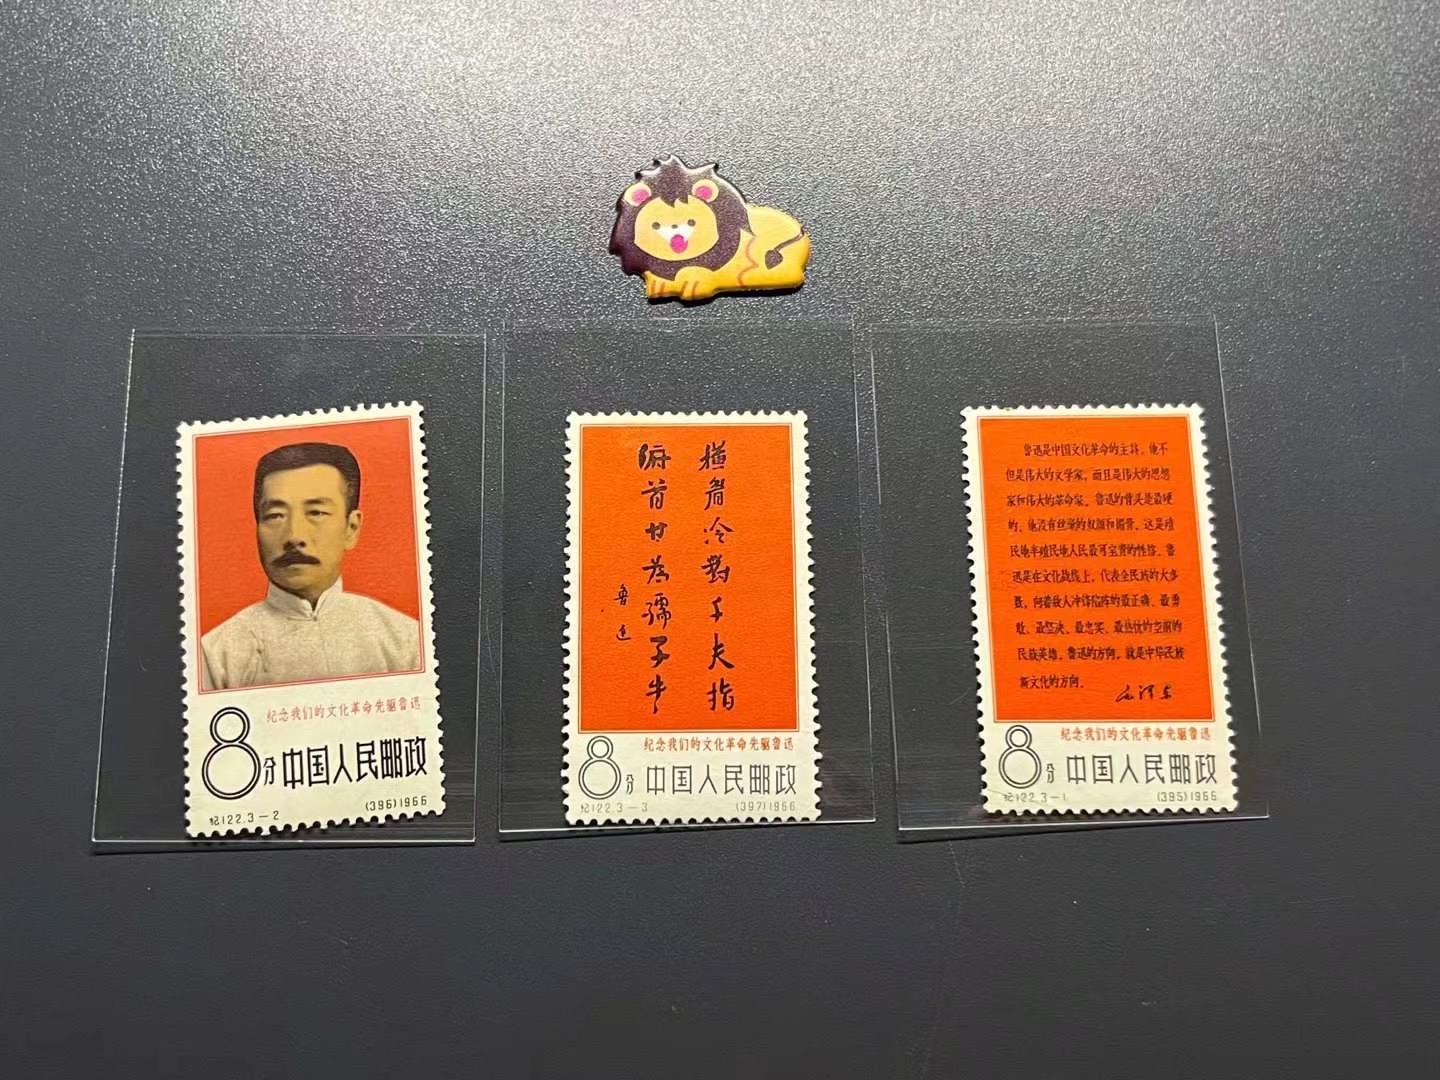 纪念我们的文化革命先驱鲁迅
8分 中国人民邮政
纪122.3-2 (396)1966
横眉冷對千夫指
俯首甘为孺子牛
鲁迅
纪念我们的文化革命先驱鲁迅
8分 中国人民邮政
纪122.3-3 (397)1966
鲁迅是中国文化革命的主将，他不
但是伟大的文学家，而且是伟大的思想
家和伟大的革命家。鲁迅的骨头是最硬
的，他没有丝毫的奴颜和媚骨，这是殖
民地半殖民地人民最可宝贵的性格。鲁
迅是在文化战线上，代表全民族的大多
数，向着敌人冲锋陷阵的最正确、最勇
敢、最坚决、最忠实、最热忱的空前的
民族英雄。鲁迅的方向，就是中华民族
新文化的方向。
毛泽东
纪念我们的文化革命先驱鲁迅
8分 中国人民邮政
纪122.3-1 (395)1966